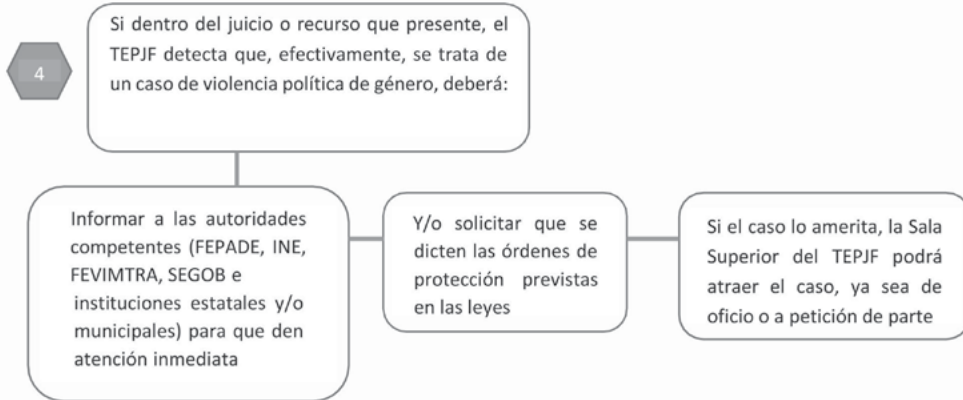 4
Si dentro del juicio o recurso que presente, el
TEPJF detecta que, efectivamente, se trata de
un caso de violencia política de género, deberá:
Informar a las autoridades
competentes (FEPADE, INE,
FEVIMTRA, SEGOB e
instituciones estatales y/o
municipales) para que den
atención inmediata
Y/o solicitar que se
dicten las órdenes de
protección previstas
en las leyes
Si el caso lo amerita, la Sala
Superior del TEPJF podrá
atraer el caso, ya sea de
oficio o a petición de parte